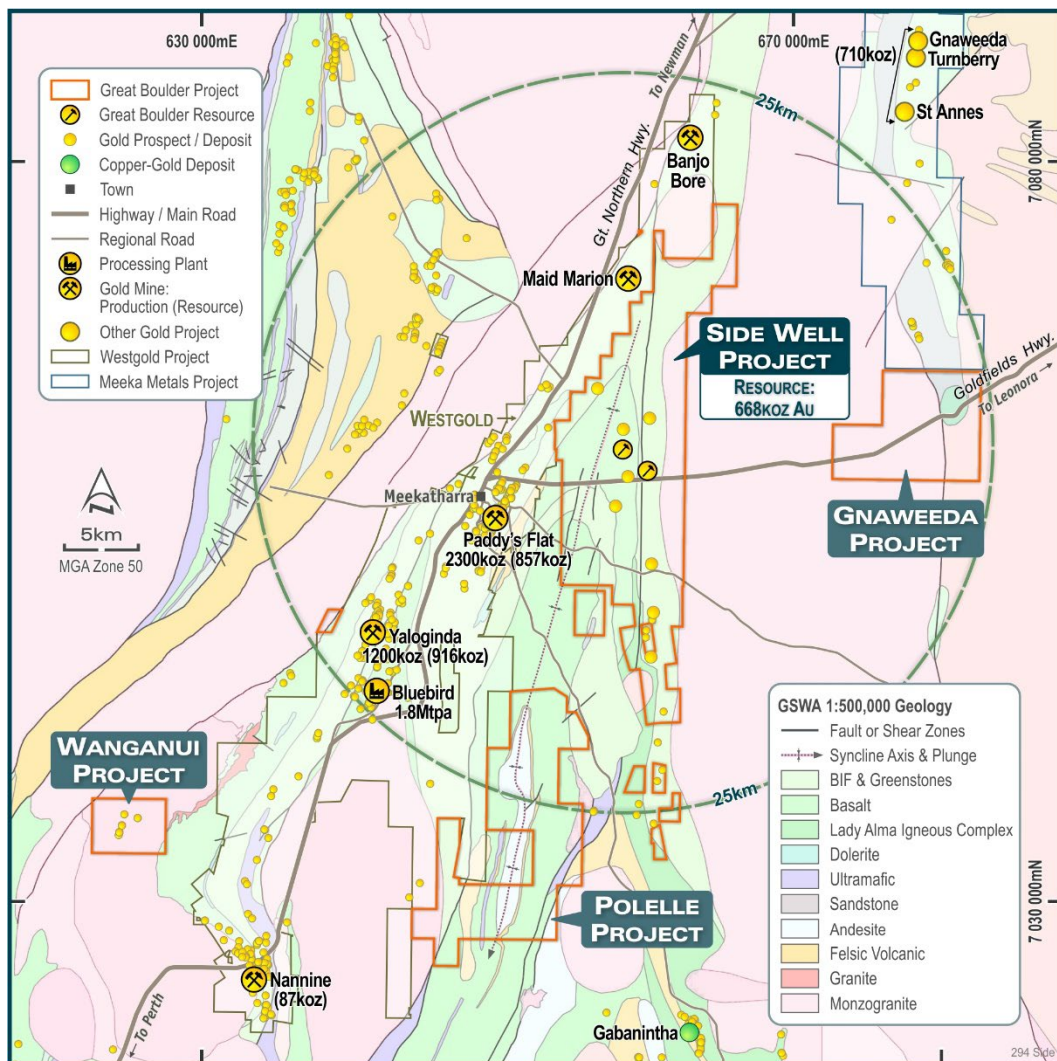 630 000mE
670 000mE
7 080 000mN
7 030 000mN
Great Boulder Project
Great Boulder Resource
Gold Prospect / Deposit
Copper-Gold Deposit
Town
Highway / Main Road
Regional Road
Processing Plant
Gold Mine:
Production (Resource)
Other Gold Project
Westgold Project
Meeka Metals Project
To Newman
Gt. Northern Hwy.
25km
(710koz)
Gnaweeda
Turnberry
St Annes
Banjo
Bore
Maid Marion
SIDE WELL
PROJECT
RESOURCE:
668KOZ AU
WESTGOLD
Goldfields Hwy.
To Leonora
GNAWEEDA
PROJECT
Meekatharra
Paddy's Flat
2300koz (857koz)
N
5km
MGA Zone 50
Yaloginda
1200koz (916koz)
Bluebird
1.8Mtpa
WANGANUI
PROJECT
25km
POLELLE
PROJECT
Nannine
(87koz)
To Perth
Gabanintha
GSWA 1:500,000 Geology
Fault or Shear Zones
Syncline Axis & Plunge
BIF & Greenstones
Basalt
Lady Alma Igneous Complex
Dolerite
Ultramafic
Sandstone
Andesite
Felsic Volcanic
Granite
Monzogranite
294 Side